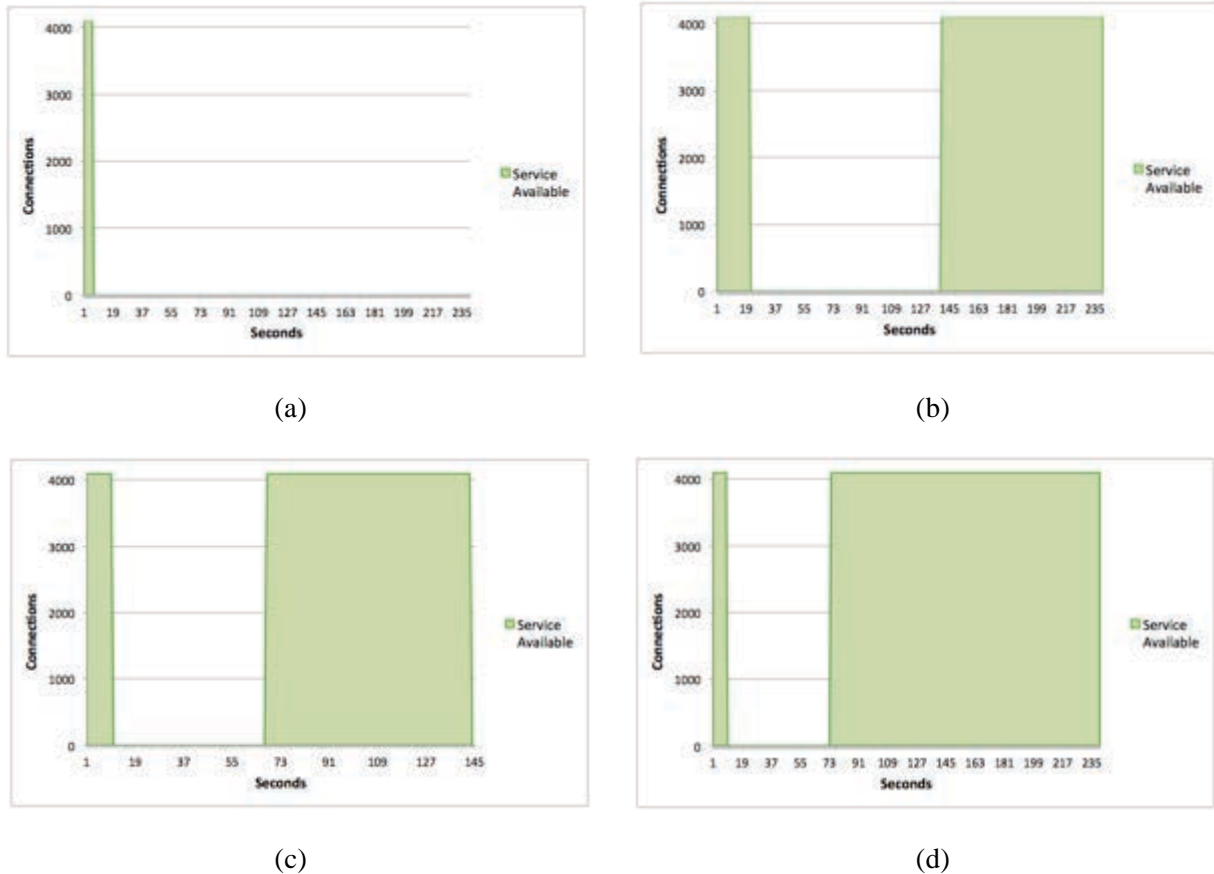 4000
3000
2000
1000
0
Connections
1 19 37 55 73 91 109 127 145 163 181 199 217 235
Seconds
Service
Available
(a)
4000
3000
2000
1000
0
Connections
1 19 37 55 73 91 109 127 145 163 181 199 217 235
Seconds
Service
Available
(b)
4000
3000
2000
1000
0
Connections
1 19 37 55 73 91 109 127 145
Seconds
Service
Available
(c)
4000
3000
2000
1000
0
Connections
1 19 37 55 73 91 109 127 145 163 181 199 217 235
Seconds
Service
Available
(d)